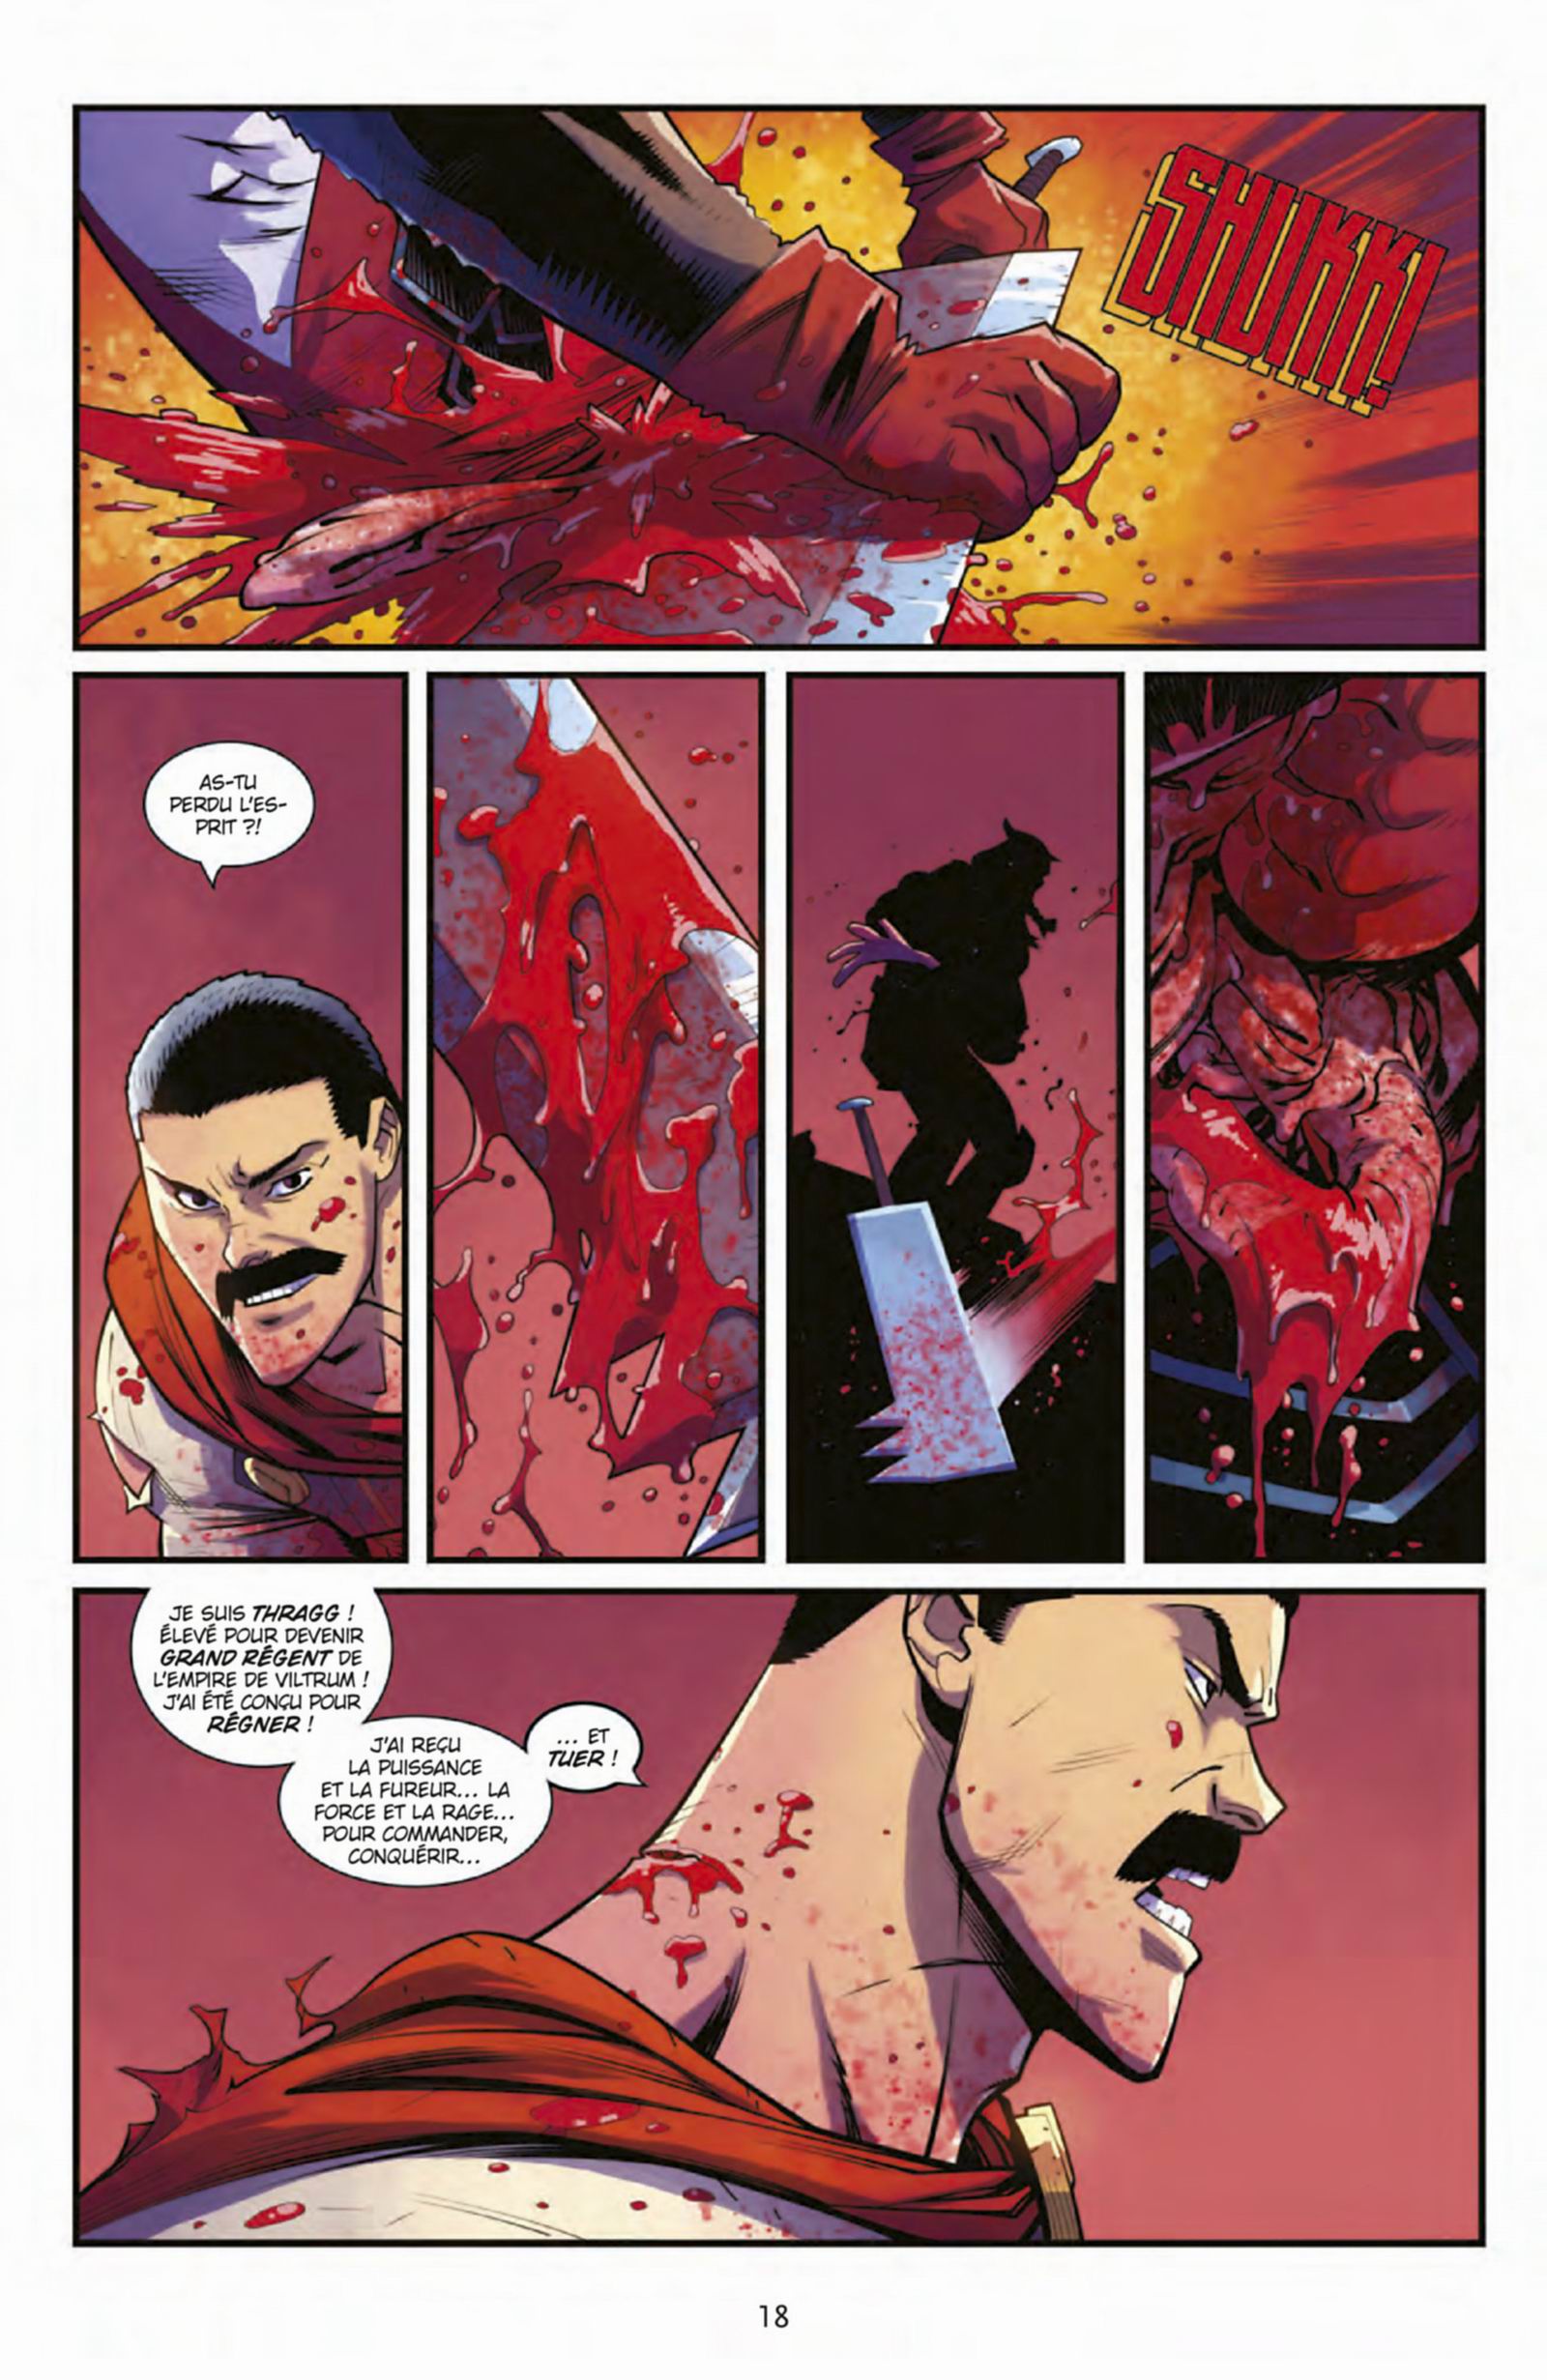 SHUKK!
AS-TU
PERDU L'ES-
PRIT ?!
JE SUIS THRAGG !
ÉLEVÉ POUR DEVENIR
GRAND RÉGENT DE
L'EMPIRE DE VILTRUM !
J'AI ÉTÉ CONÇU POUR
RÉGNER !
J'AI REÇU
LA PUISSANCE
ET LA FUREUR... LA
FORCE ET LA RAGE...
POUR COMMANDER,
CONQUÉRIR...
... ET
TUER !
18